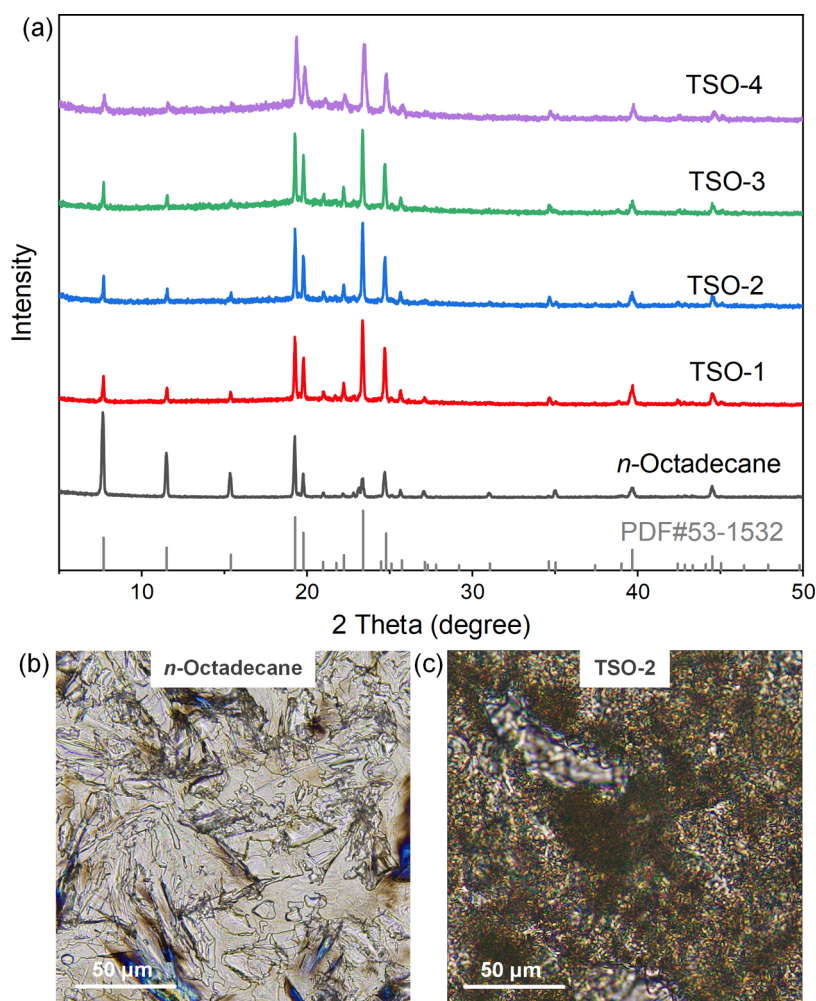 (a)
TSO-4
TSO-3
TSO-2
TSO-1
n-Octadecane
PDF#53-1532
Intensity
10 20 30 40 50
2 Theta (degree)
(b) n-Octadecane
50 μm
(c) TSO-2
50 μm